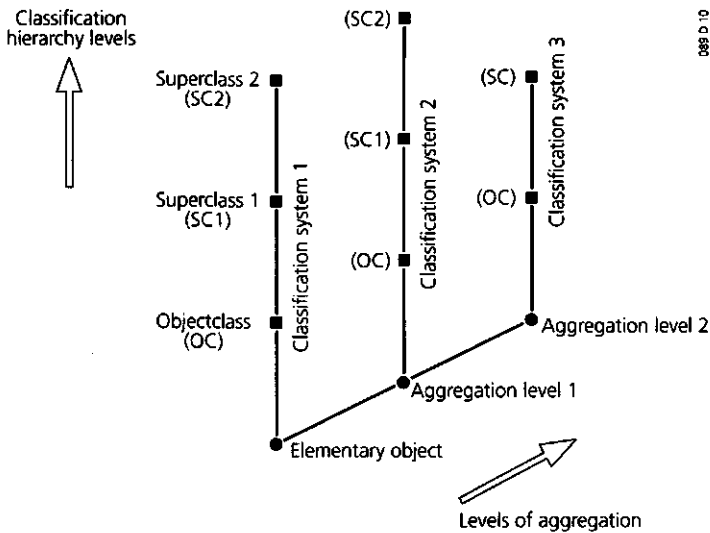 Classification
hierarchy levels
Superclass 2
(SC2)
Superclass 1
(SC1)
Objectclass
(OC)
Classification system 1
Elementary object
(SC2)
(SC1)
(OC)
Classification system 2
Aggregation level 1
(SC)
(OC)
Classification system 3
Aggregation level 2
Levels of aggregation
089 D 10